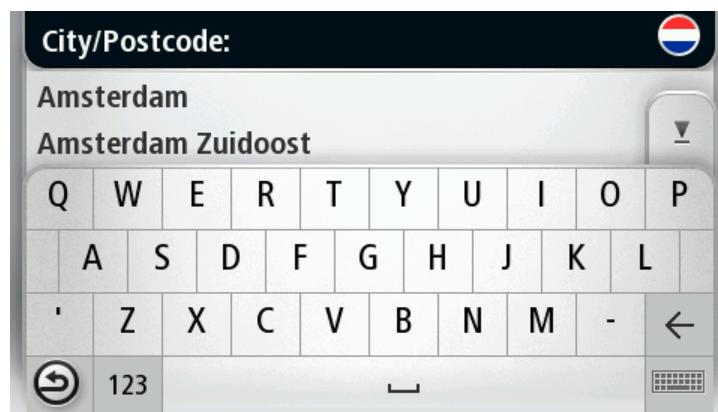 City/Postcode:
Amsterdam
Amsterdam Zuidoost
Q W E R T Y U I O P
A S D F G H J K L
' Z X C V B N M -
123